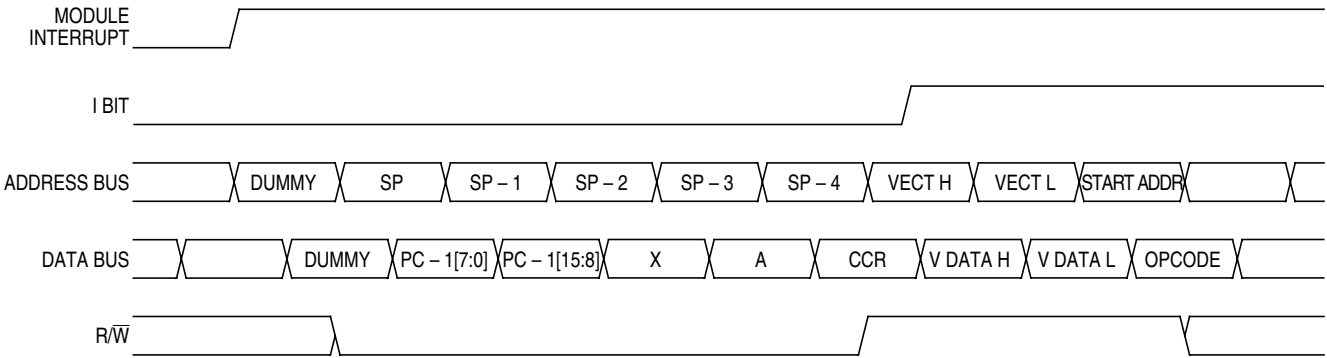 MODULE
INTERRUPT
I BIT
ADDRESS BUS DUMMY SP SP – 1 SP – 2 SP – 3 SP – 4 VECT H VECT L START ADDR
DATA BUS DUMMY PC – 1[7:0] PC – 1[15:8] X A CCR V DATA H V DATA L OPCODE
R/W̅